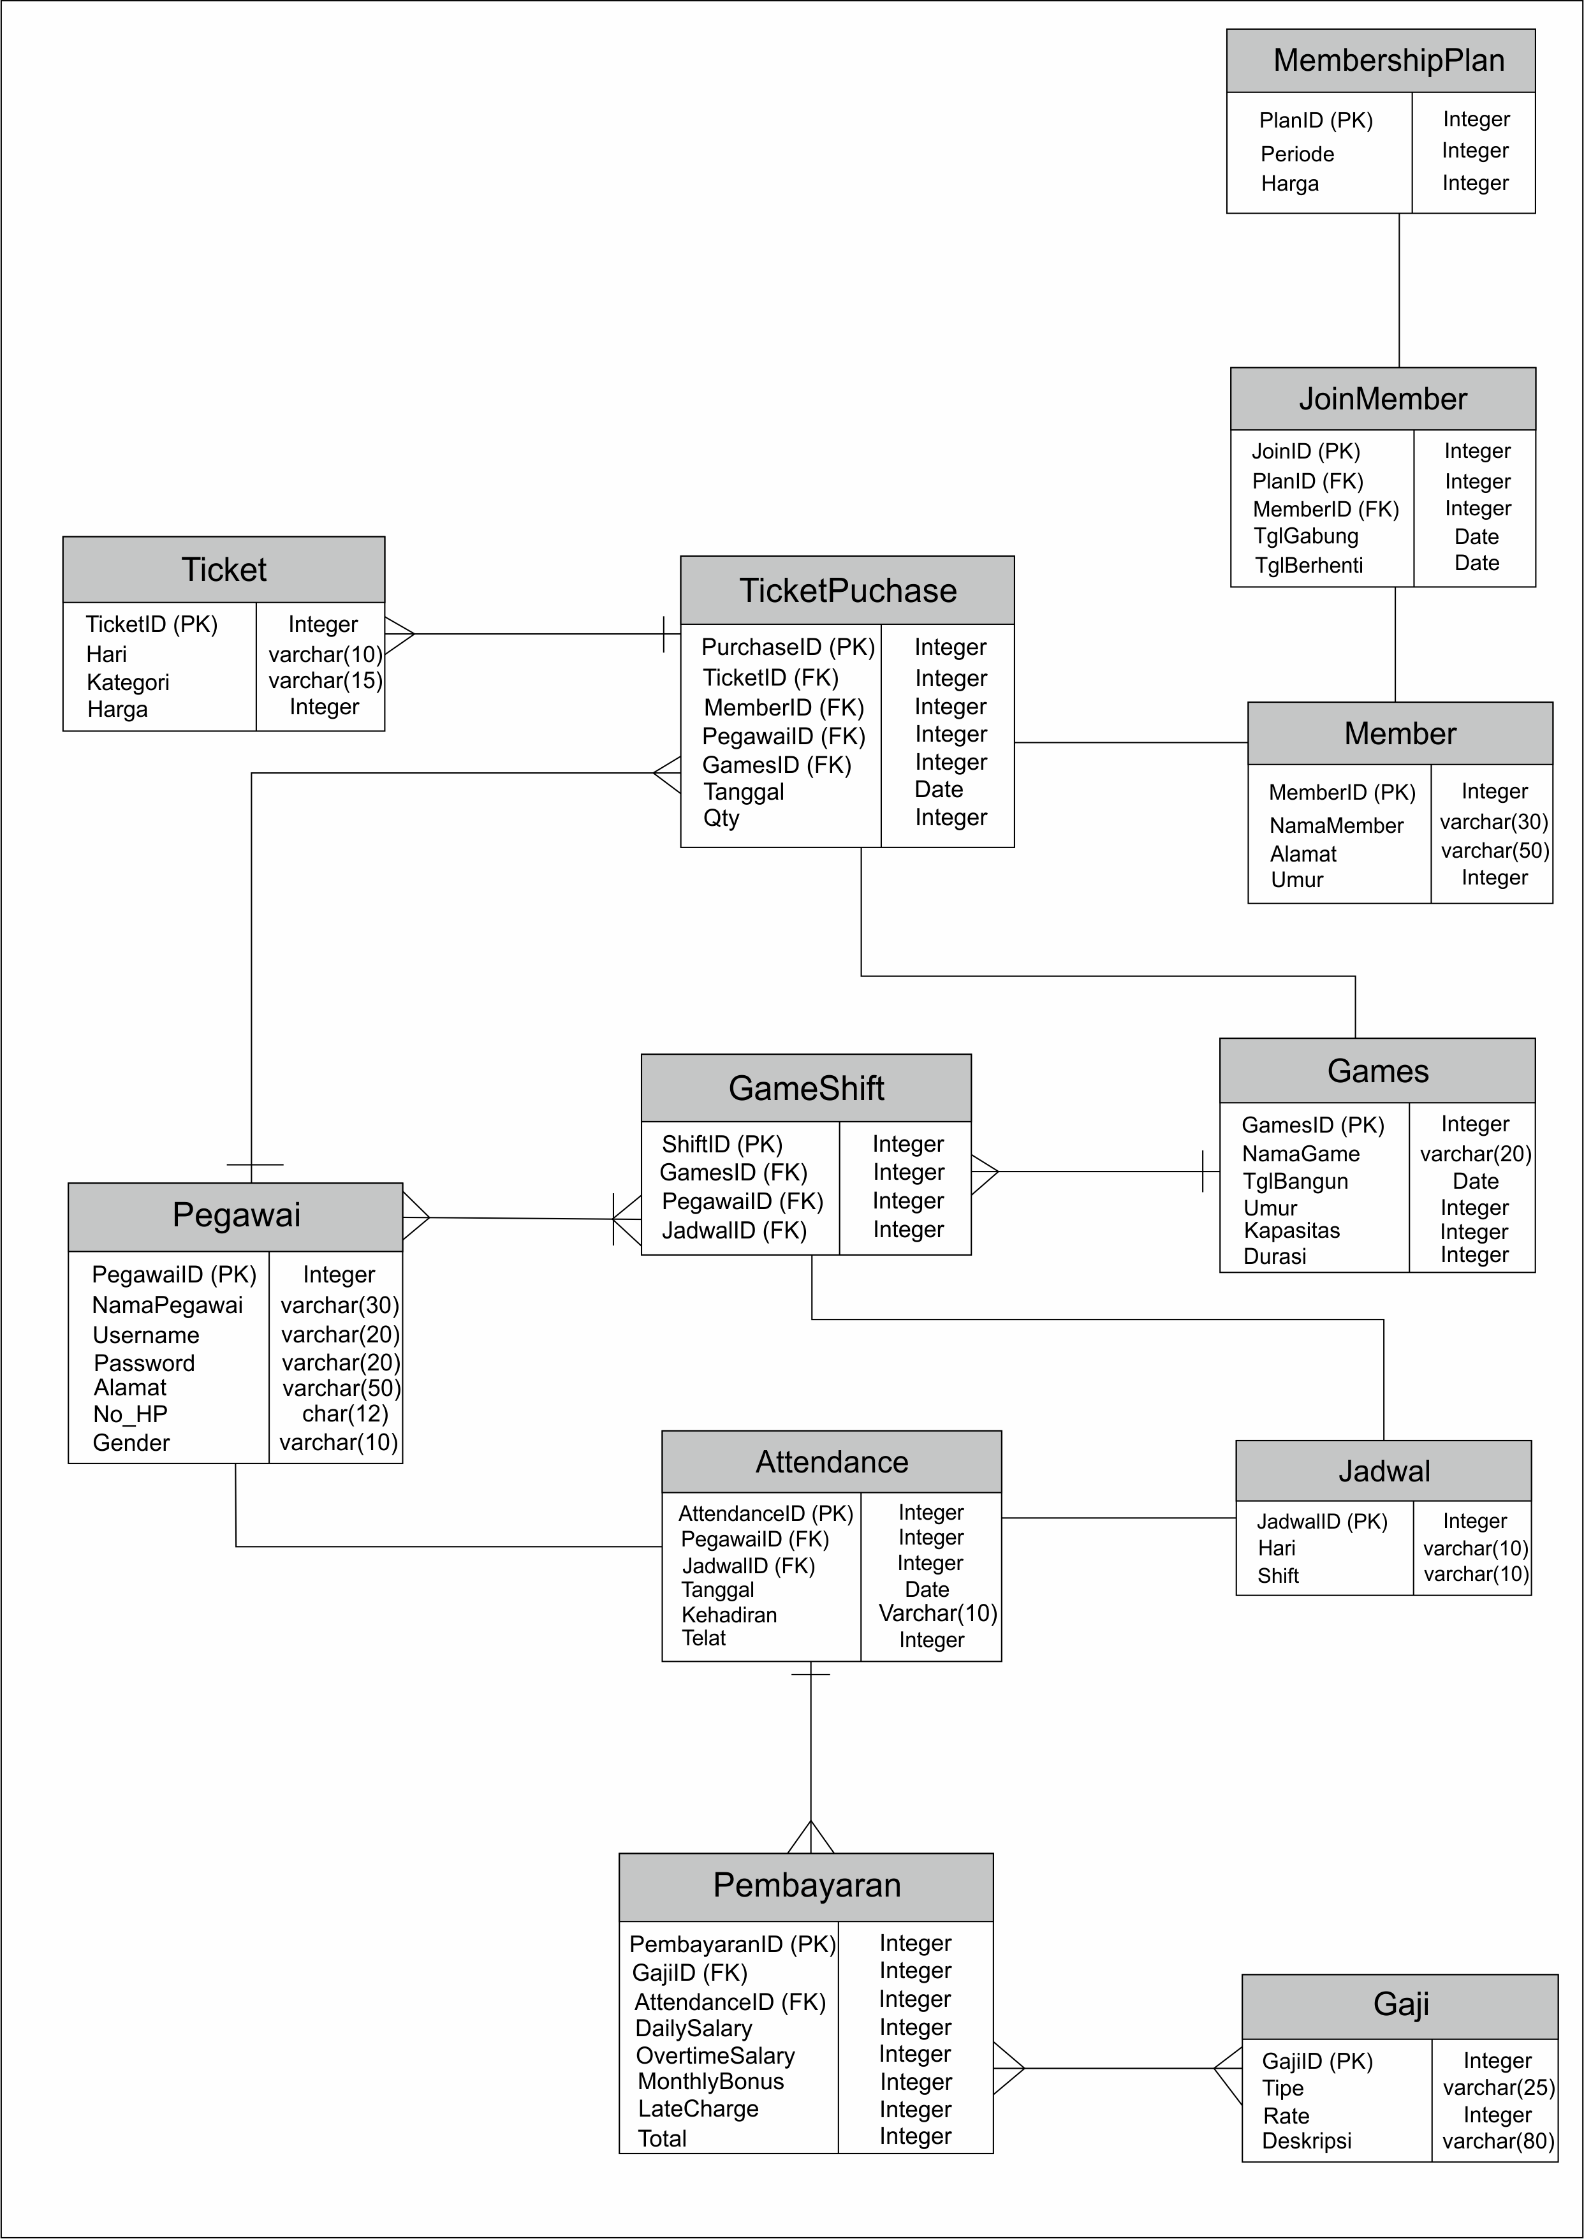 MembershipPlan
PlanID (PK) Integer
Periode Integer
Harga Integer
JoinMember
JoinID (PK) Integer
PlanID (FK) Integer
MemberID (FK) Integer
TglGabung Date
TglBerhenti Date
Ticket
TicketID (PK) Integer
Hari varchar(10)
Kategori varchar(15)
Harga Integer
TicketPuchase
PurchaseID (PK) Integer
TicketID (FK) Integer
MemberID (FK) Integer
PegawaiID (FK) Integer
GamesID (FK) Integer
Tanggal Date
Qty Integer
Member
MemberID (PK) Integer
NamaMember varchar(30)
Alamat varchar(50)
Umur Integer
GameShift
ShiftID (PK) Integer
GamesID (FK) Integer
PegawaiID (FK) Integer
JadwalID (FK) Integer
Games
GamesID (PK) Integer
NamaGame varchar(20)
TglBangun Date
Umur Integer
Kapasitas Integer
Durasi Integer
Pegawai
PegawaiID (PK) Integer
NamaPegawai varchar(30)
Username varchar(20)
Password varchar(20)
Alamat varchar(50)
No_HP char(12)
Gender varchar(10)
Attendance
AttendanceID (PK) Integer
PegawaiID (FK) Integer
JadwalID (FK) Integer
Tanggal Date
Kehadiran Varchar(10)
Telat Integer
Jadwal
JadwalID (PK) Integer
Hari varchar(10)
Shift varchar(10)
Pembayaran
PembayaranID (PK) Integer
GajiID (FK) Integer
AttendanceID (FK) Integer
DailySalary Integer
OvertimeSalary Integer
MonthlyBonus Integer
LateCharge Integer
Total Integer
Gaji
GajiID (PK) Integer
Tipe varchar(25)
Rate Integer
Deskripsi varchar(80)